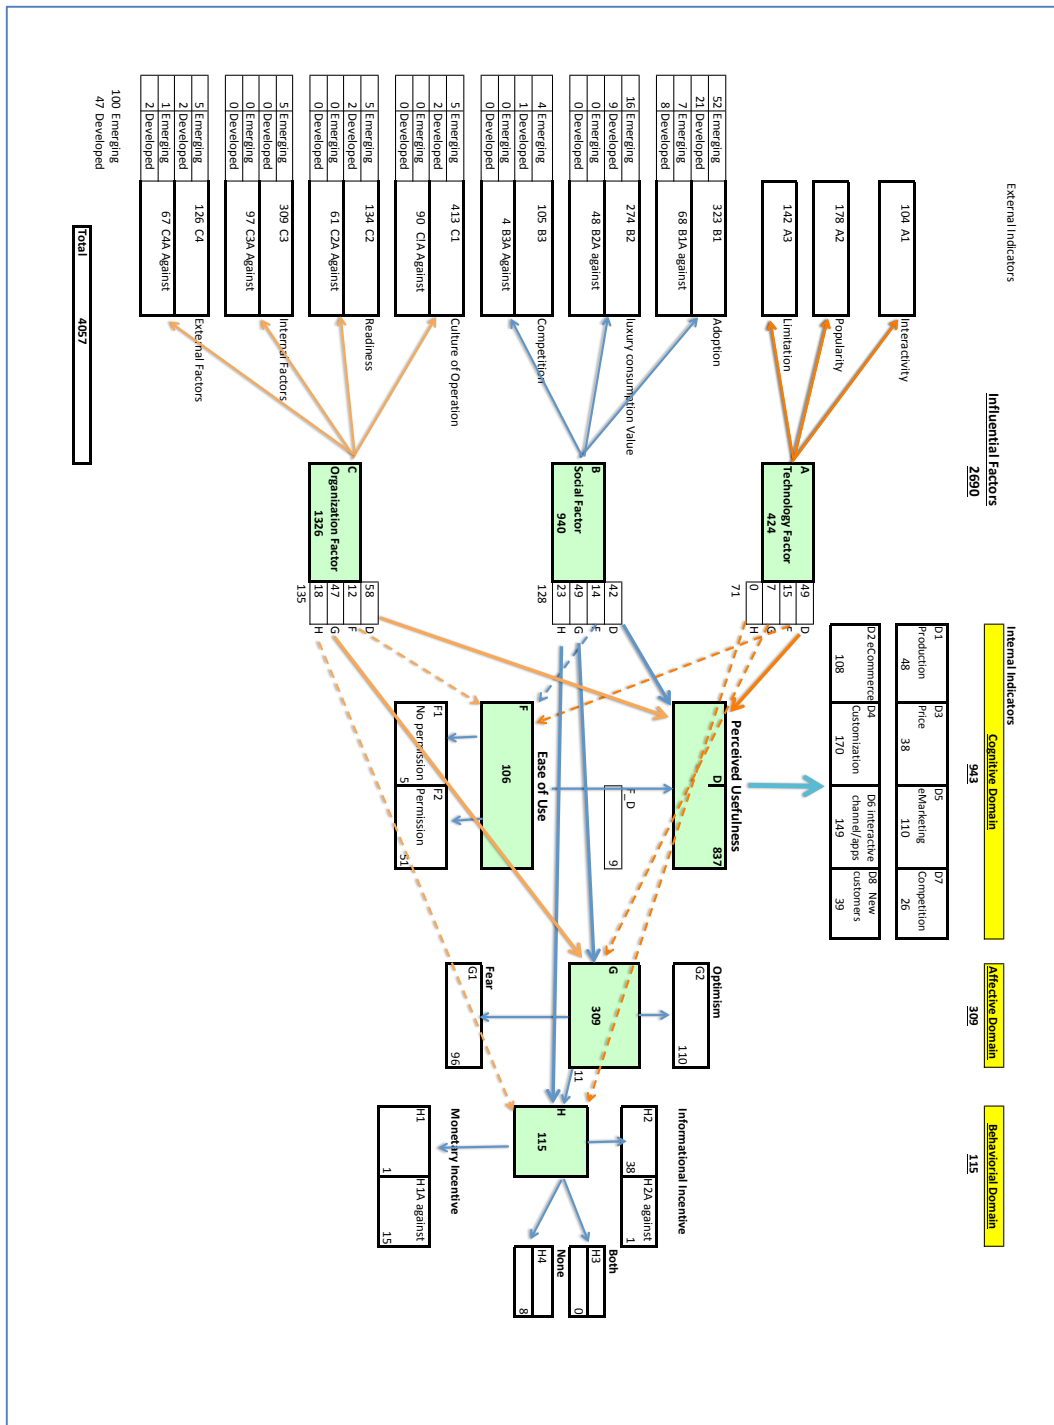 External Indicators
Influential Factors
2690
Internal Indicators
Cognitive Domain
943
Affective Domain
309
Behaviorial Domain
115
104 A1
Interactivity
178 A2
Popularity
142 A3
Limitation
A
Technology Factor
424
49 D
15 F
7 G
0 H
71
D1
Production
48
D3
Price
38
D5
eMarketing
110
D7
Competition
26
D2 eCommerce
108
D4
Customization
170
D6 interactive
channel/apps
149
D8 New
customers
39
52 Emerging
21 Developed
7 Emerging
8 Developed
323 B1
68 B1A against
Adoption
16 Emerging
9 Developed
0 Emerging
0 Developed
274 B2
48 B2A against
luxury consumption Value
4 Emerging
1 Developed
0 Emerging
0 Developed
105 B3
4 B3A Against
Competition
B
Social Factor
940
42 D
14 F
49 G
23 H
128
Perceived Usefulness
D
837
F_D
9
Ease of Use
F
106
F1
No permission
5
F2
Permission
51
Optimism
G2
110
G
309
Fear
G1
96
11
Informational Incentive
H2
38
H2A against
1
H
115
Both
H3
0
None
H4
8
Monetary Incentive
H1
1
H1A against
15
5 Emerging
2 Developed
0 Emerging
0 Developed
413 C1
90 C/A Against
Culture of Operation
5 Emerging
2 Developed
0 Emerging
0 Developed
134 C2
61 C2A Against
Readiness
5 Emerging
0 Developed
0 Emerging
0 Developed
309 C3
97 C3A Against
Internal Factors
5 Emerging
2 Developed
1 Emerging
2 Developed
126 C4
67 C4A Against
External Factors
C
Organization Factor
1326
58 D
12 F
47 G
18 H
135
100 Emerging
47 Developed
Total 4057